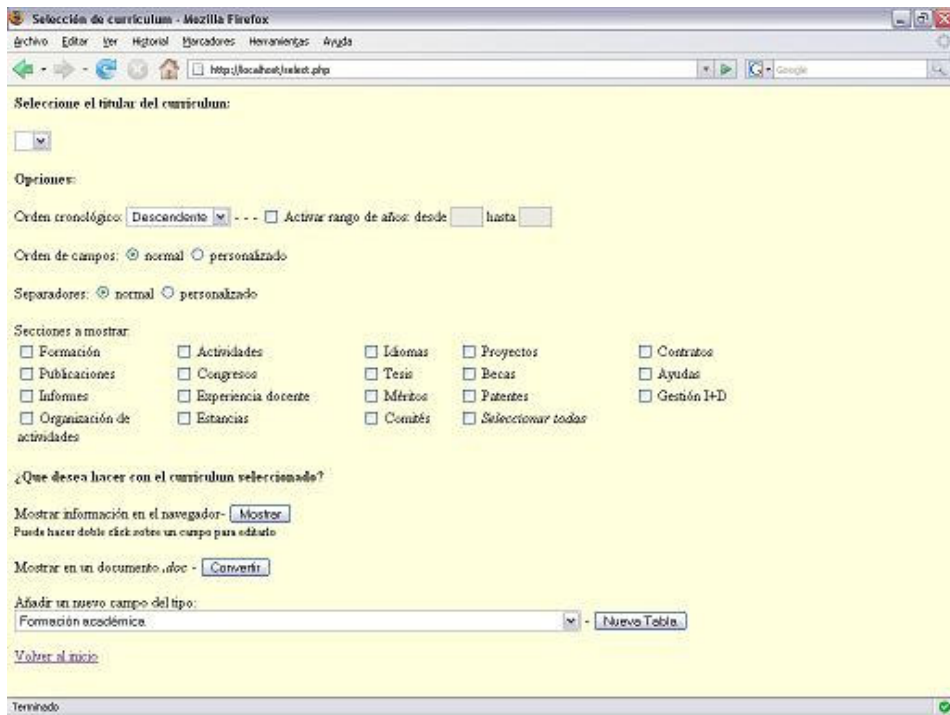 Selección de curriculum - Mozilla Firefox
Archivo Editar Ver Historial Marcadores Herramientas Ayuda
http://localhost/select.php Google
Seleccione el titular del curriculun:
Opciones:
Orden cronológico: Descendente - - - Activar rango de años: desde hasta
Orden de campos: normal personalizado
Separadores: normal personalizado
Secciones a mostrar:
Formación Actividades Idiomas Proyectos Contratos
Publicaciones Congresos Tesis Becas Ayudas
Informes Experiencia docente Méritos Patentes Gestión I+D
Organización de actividades Estancias Comités Seleccionar todas
¿Que desea hacer con el curriculun seleccionado?
Mostrar información en el navegador- Mostrar
Puede hacer doble click sobre un campo para editarlo
Mostrar en un documento .doc - Convertir
Añadir un nuevo campo del tipo:
Formación académica - Nueva Tabla
Volver al inicio
Terminado